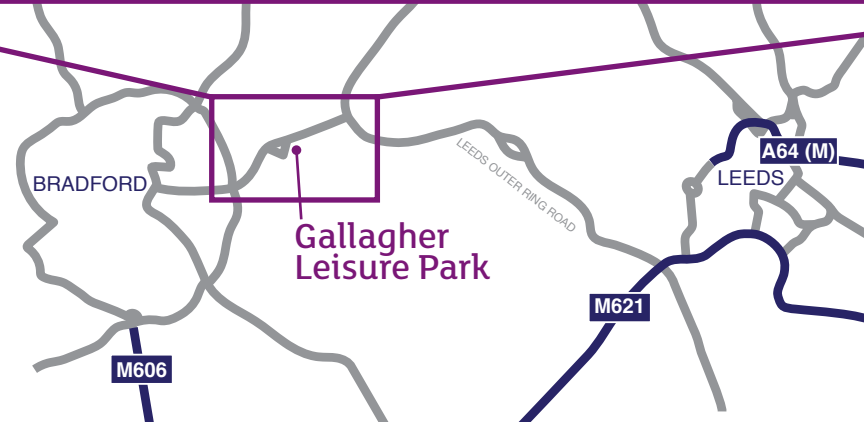 A64 (M)
LEEDS
BRADFORD
LEEDS OUTER RING ROAD
Gallagher
Leisure Park
M621
M606